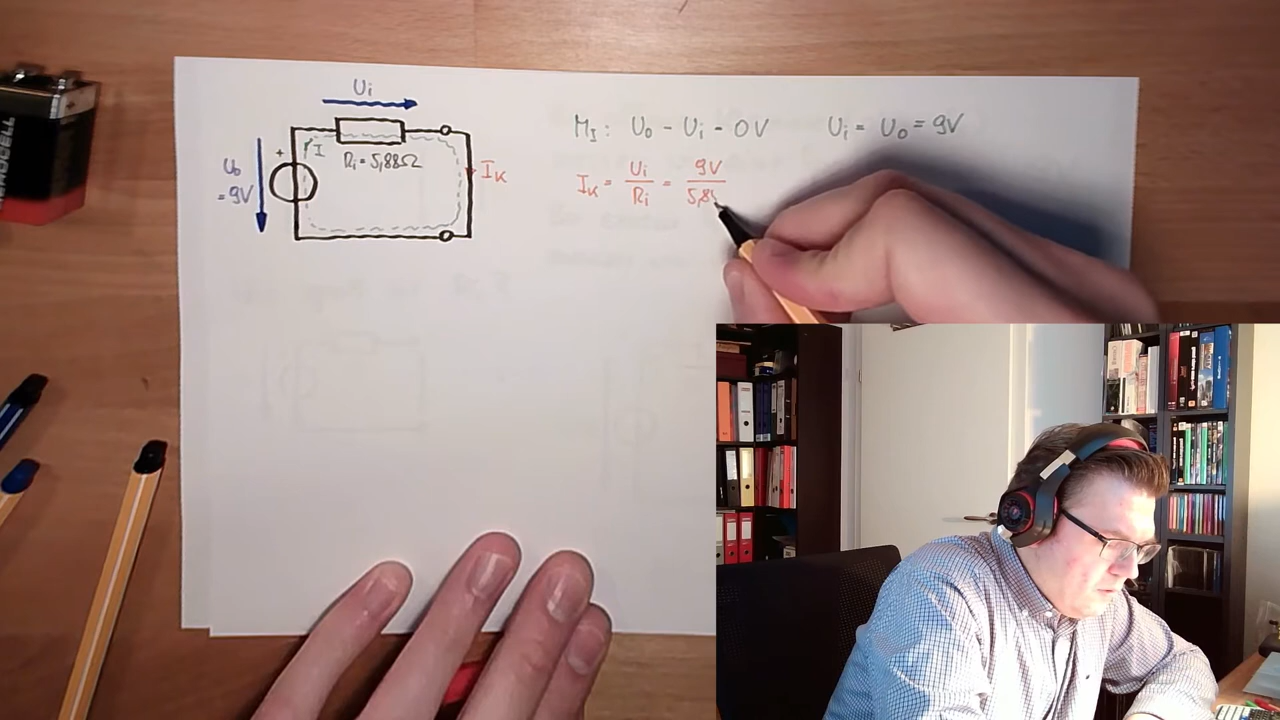 Ui
I
Ri = 5,88Ω
+
U0
= 9V
IK
MI: U0 - Ui - 0V Ui = U0 = 9V
IK = Ui/Ri = 9V/5,8